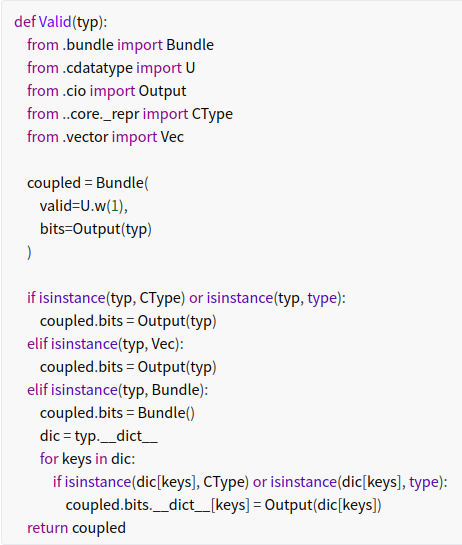 def Valid(typ):
    from .bundle import Bundle
    from .cdatatype import U
    from .cio import Output
    from ..core._repr import CType
    from .vector import Vec

    coupled = Bundle(
        valid=U.w(1),
        bits=Output(typ)
    )

    if isinstance(typ, CType) or isinstance(typ, type):
        coupled.bits = Output(typ)
    elif isinstance(typ, Vec):
        coupled.bits = Output(typ)
    elif isinstance(typ, Bundle):
        coupled.bits = Bundle()
        dic = typ.__dict__
        for keys in dic:
            if isinstance(dic[keys], CType) or isinstance(dic[keys], type):
                coupled.bits.__dict__[keys] = Output(dic[keys])
    return coupled